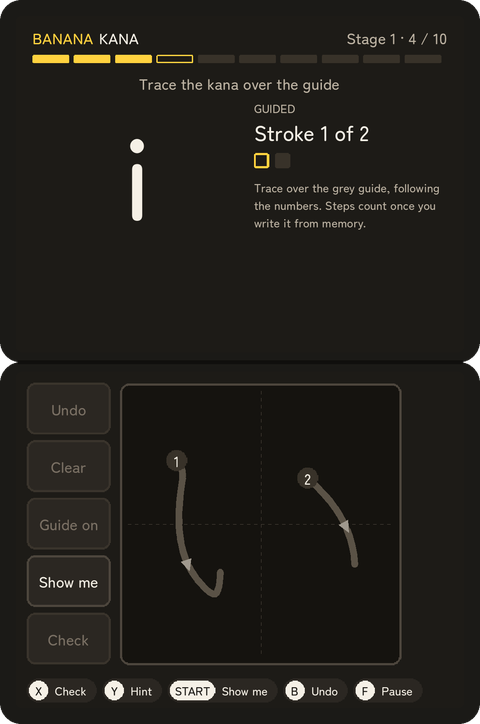 BANANA KANA
Stage 1 · 4 / 10
Trace the kana over the guide
i
GUIDED
Stroke 1 of 2
Trace over the grey guide, following
the numbers. Steps count once you
write it from memory.
Undo
Clear
Guide on
Show me
Check
1
2
X Check
Y Hint
START Show me
B Undo
F Pause